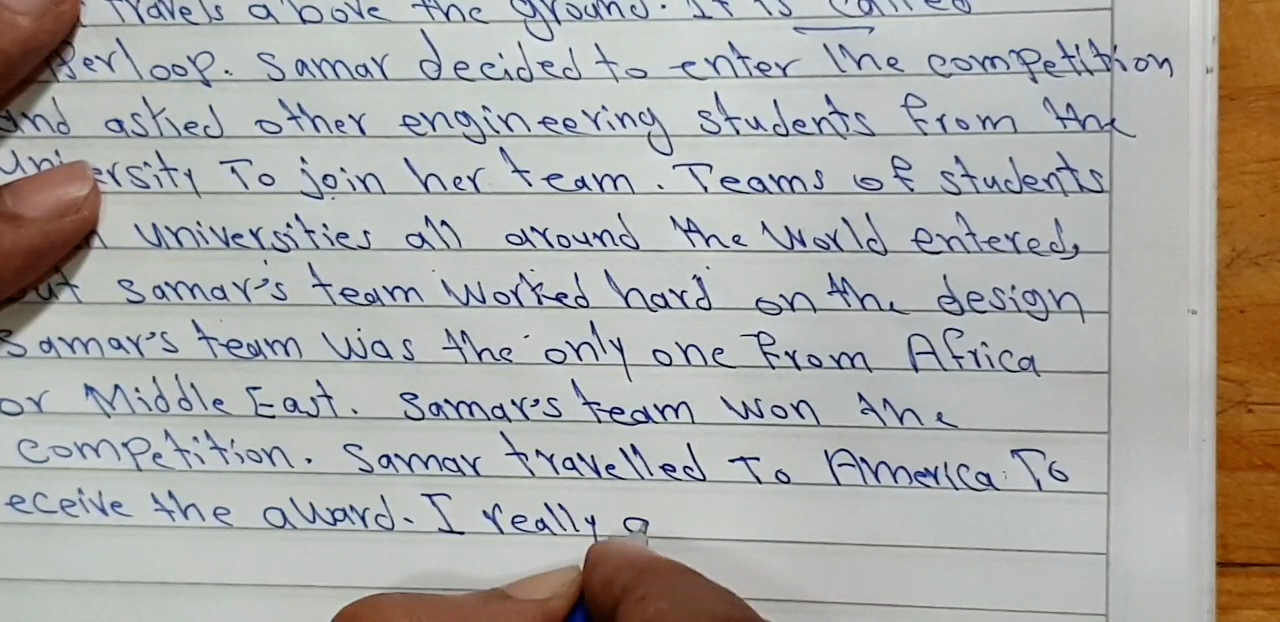 travels above the ground. It is called
perloop. Samar decided to enter the competition
and asked other engineering students from the
University To join her team. Teams of students
universities all around the World entered,
but Samar's team Worked hard on the design
Samar's team was the only one from Africa
or Middle East. Samar's team won the
competition. Samar travelled To America To
eceive the award. I really a